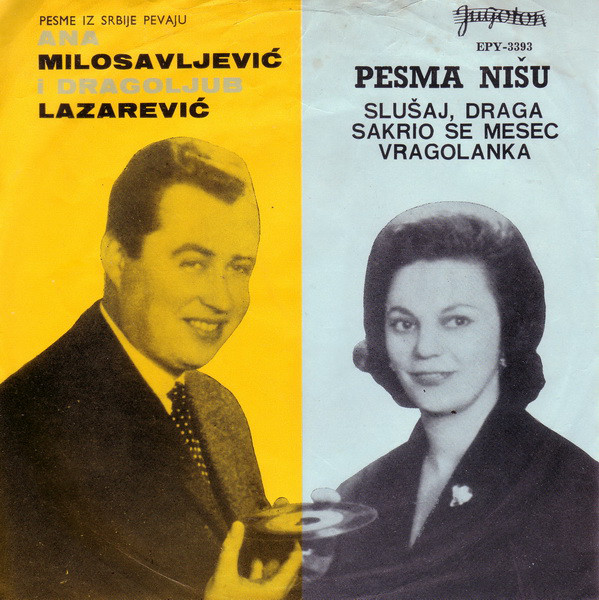 PESME IZ SRBIJE PEVAJU
ANA
MILOSAVLJEVIĆ
i DRAGOLJUB
LAZAREVIĆ
Jugoton
EPY-3393
PESMA NIŠU
SLUŠAJ, DRAGA
SAKRIO SE MESEC
VRAGOLANKA